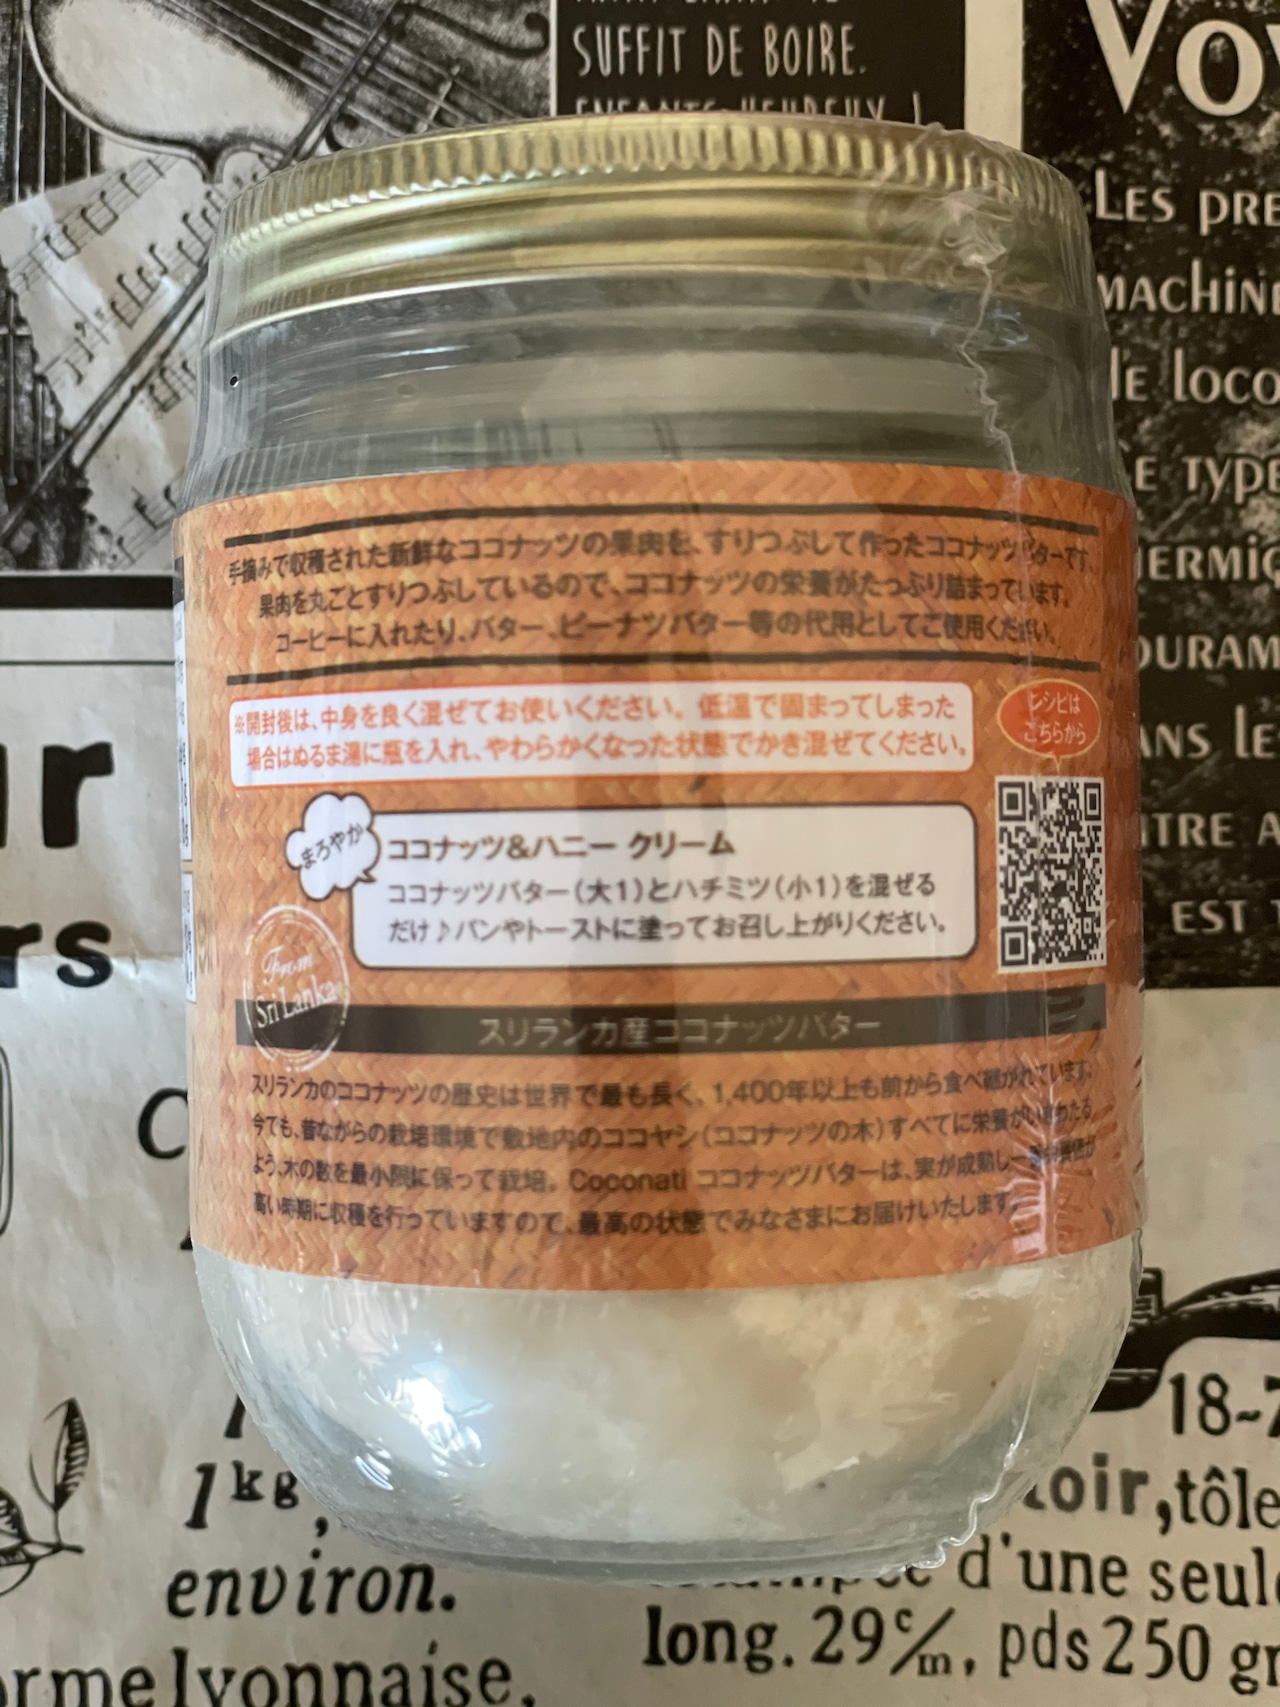 SUFFIT DE BOIRE.
Vo
LES PRE
MACHIN
de loco
E TYPE
HERMIQ
OURAM
ANS LES
NTRE A
EST
手摘みで収穫された新鮮なココナッツの果肉を、すりつぶして作ったココナッツバターです。
果肉を丸ごとすりつぶしているので、ココナッツの栄養がたっぷり詰まっています。
コーヒーに入れたり、バター、ピーナツバター等の代用としてご使用ください。
※開封後は、中身を良く混ぜてお使いください。低温で固まってしまった
場合はぬるま湯に瓶を入れ、やわらかくなった状態でかき混ぜてください。
レシピは
こちらから
まろやか
ココナッツ&ハニー クリーム
ココナッツバター（大1）とハチミツ（小1）を混ぜる
だけ♪パンやトーストに塗ってお召し上がりください。
From
Sri Lanka
スリランカ産ココナッツバター
スリランカのココナッツの歴史は世界で最も長く、1,400年以上も前から食べ継がれています。
今でも、昔ながらの栽培環境で敷地内のココヤシ（ココナッツの木）すべてに栄養がいきわたる
よう、木の数を最小限に保って栽培。Coconati ココナッツバターは、実が成熟し
高い時期に収穫を行っていますので、最高の状態でみなさまにお届けいたします。
ur
rs
1kg
environ.
orme lyonnaise,
18-7
toir, tôle
d'une seule
long. 29 c/m, pds 250 gr